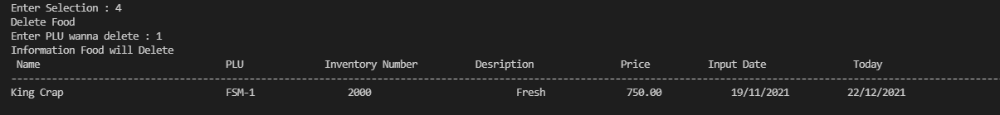 Enter Selection : 4
Delete Food
Enter PLU wanna delete : 1
Information Food will Delete
Name PLU Inventory Number Desription Price Input Date Today
--------------------------------------------------------------------------------------------------------------------------------------------------------------------------
King Crap FSM-1 2000 Fresh 750.00 19/11/2021 22/12/2021